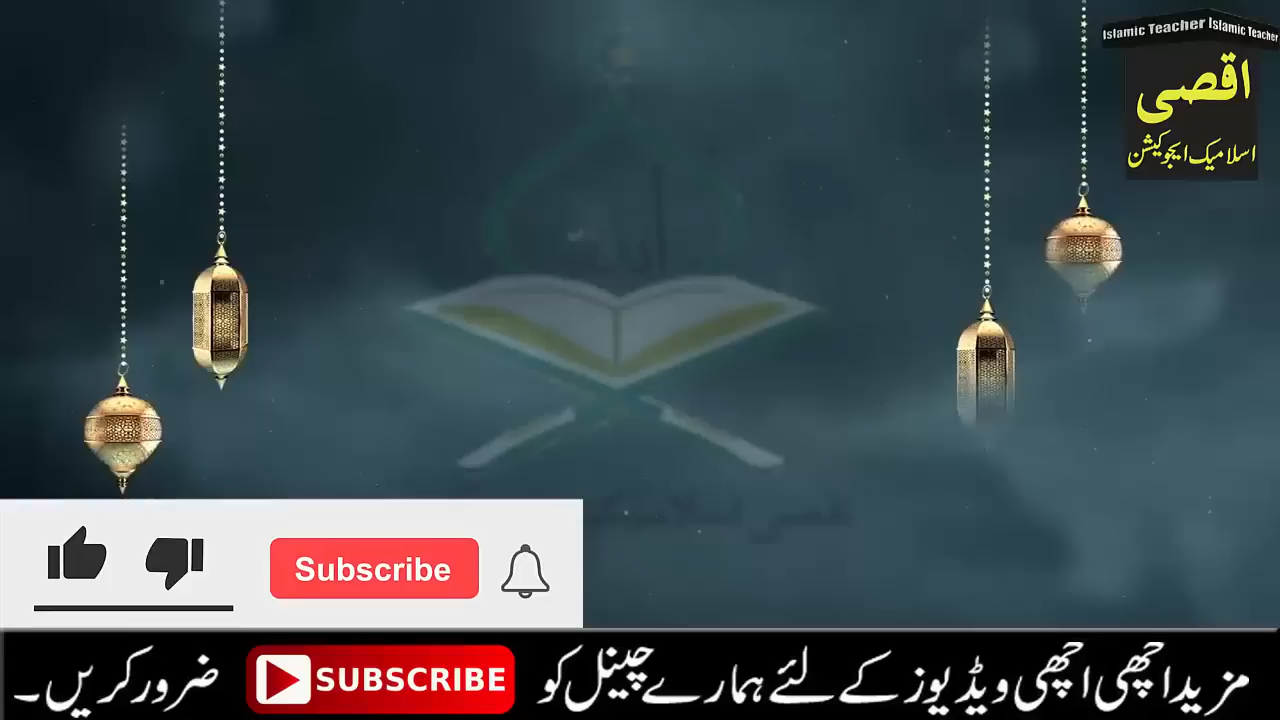 Islamic Teacher Islamic Teacher
اقصی
اسلامیک ایجوکیشن
Subscribe
مزید اچھی اچھی ویڈیوز کے لئے ہمارے چینل کو SUBSCRIBE ضرور کریں۔